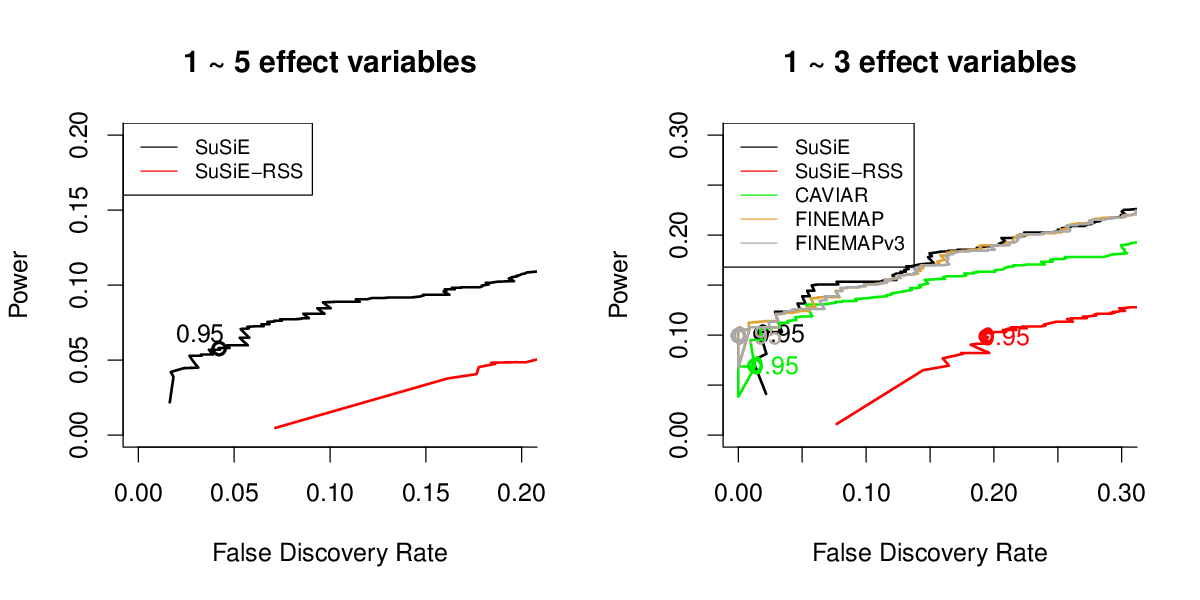 1 ~ 5 effect variables
SuSiE
SuSiE−RSS
0.95
0.00
0.05
0.10
0.15
0.20
Power
0.00
0.05
0.10
0.15
0.20
False Discovery Rate
1 ~ 3 effect variables
SuSiE
SuSiE−RSS
CAVIAR
FINEMAP
FINEMAPv3
0.95
0.95
0.95
0.00
0.10
0.20
0.30
Power
0.00
0.10
0.20
0.30
False Discovery Rate